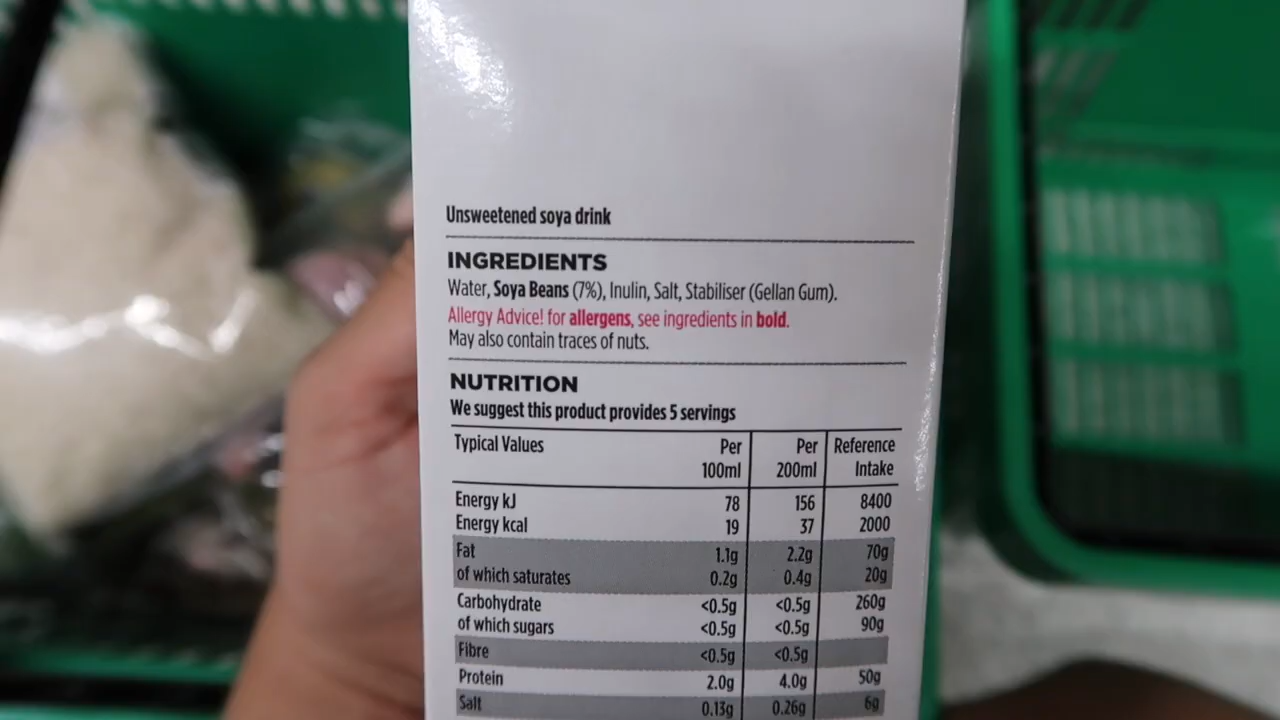 Unsweetened soya drink
INGREDIENTS
Water, Soya Beans (7%), Inulin, Salt, Stabiliser (Gellan Gum).
Allergy Advice! for allergens, see ingredients in bold.
May also contain traces of nuts.
NUTRITION
We suggest this product provides 5 servings
Typical Values Per 100ml Per 200ml Reference Intake
Energy kJ 78 156 8400
Energy kcal 19 37 2000
Fat 1.1g 2.2g 70g
of which saturates 0.2g 0.4g 20g
Carbohydrate <0.5g <0.5g 260g
of which sugars <0.5g <0.5g 90g
Fibre <0.5g <0.5g
Protein 2.0g 4.0g 50g
Salt 0.13g 0.26g 6g